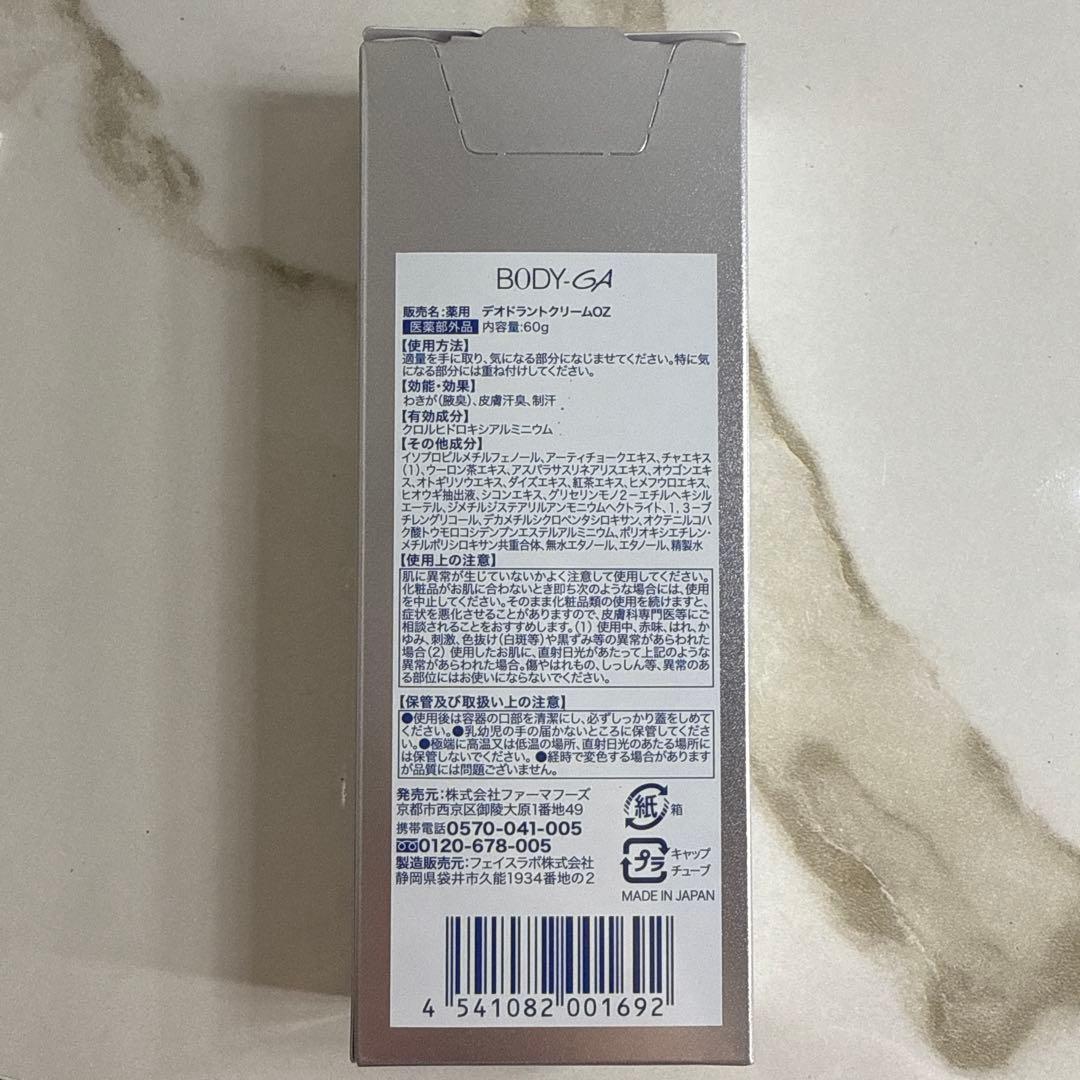 BODY-GA
販売名:薬用 デオドラントクリームOZ
医薬部外品 内容量:60g
【使用方法】
適量を手に取り、気になる部分になじませてください。特に気
になる部分には重ね付けしてください。
【効能・効果】
わきが(腋臭)、皮膚汗臭、制汗
【有効成分】
クロルヒドロキシアルミニウム
【その他成分】
イソプロピルメチルフェノール、アーティチョークエキス、チャエキス
(1)、ウーロン茶エキス、アスパラサスリネアリスエキス、オウゴンエキ
ス、オトギリソウエキス、ダイズエキス、紅茶エキス、ヒメフウロエキス、
ヒオウギ抽出液、シコンエキス、グリセリンモノ2-エチルヘキシル
エーテル、ジメチルジステアリルアンモニウムヘクトライト、1,3-ブ
チレングリコール、デカメチルシクロペンタシロキサン、オクテニルコハ
ク酸トウモロコシデンプンエステルアルミニウム、ポリオキシエチレン・
メチルポリシロキサン共重合体、無水エタノール、エタノール、精製水
【使用上の注意】
肌に異常が生じていないかよく注意して使用してください。
化粧品がお肌に合わないとき即ち次のような場合には、使用
を中止してください。そのまま化粧品類の使用を続けますと、
症状を悪化させることがありますので、皮膚科専門医等にご
相談されることをおすすめします。(1) 使用中、赤味、はれ、か
ゆみ、刺激、色抜け(白斑等)や黒ずみ等の異常があらわれた
場合(2) 使用したお肌に、直射日光があたって上記のような
異常があらわれた場合。傷やはれもの、しっしん等、異常のあ
る部位にはお使いにならないでください。
【保管及び取扱い上の注意】
●使用後は容器の口部を清潔にし、必ずしっかり蓋をしめて
ください。●乳幼児の手の届かないところに保管してくださ
い。●極端に高温又は低温の場所、直射日光のあたる場所に
は保管しないでください。●経時で変色する場合があります
が品質には問題ございません。
発売元:株式会社ファーマフーズ
京都市西京区御陵大原1番地49
携帯電話0570-041-005
0120-678-005
製造販売元:フェイスラボ株式会社
静岡県袋井市久能1934番地の2
紙 箱
プラ キャップ
チューブ
MADE IN JAPAN
4 541082 001692